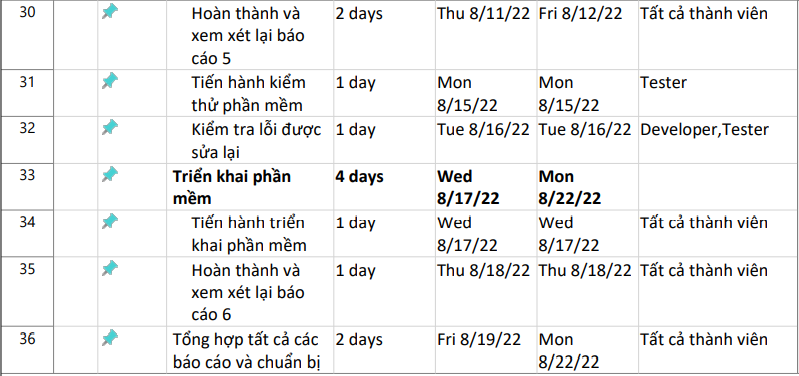 30 Hoàn thành và 2 days Thu 8/11/22 Fri 8/12/22 Tất cả thành viên
xem xét lại báo
cáo 5
31 Tiến hành kiểm 1 day Mon Mon Tester
thử phần mềm 8/15/22 8/15/22
32 Kiểm tra lỗi được 1 day Tue 8/16/22 Tue 8/16/22 Developer,Tester
sửa lại
33 Triển khai phần 4 days Wed Mon
mềm 8/17/22 8/22/22
34 Tiến hành triển 1 day Wed Wed Tất cả thành viên
khai phần mềm 8/17/22 8/17/22
35 Hoàn thành và 1 day Thu 8/18/22 Thu 8/18/22 Tất cả thành viên
xem xét lại báo
cáo 6
36 Tổng hợp tất cả các 2 days Fri 8/19/22 Mon Tất cả thành viên
báo cáo và chuẩn bị 8/22/22